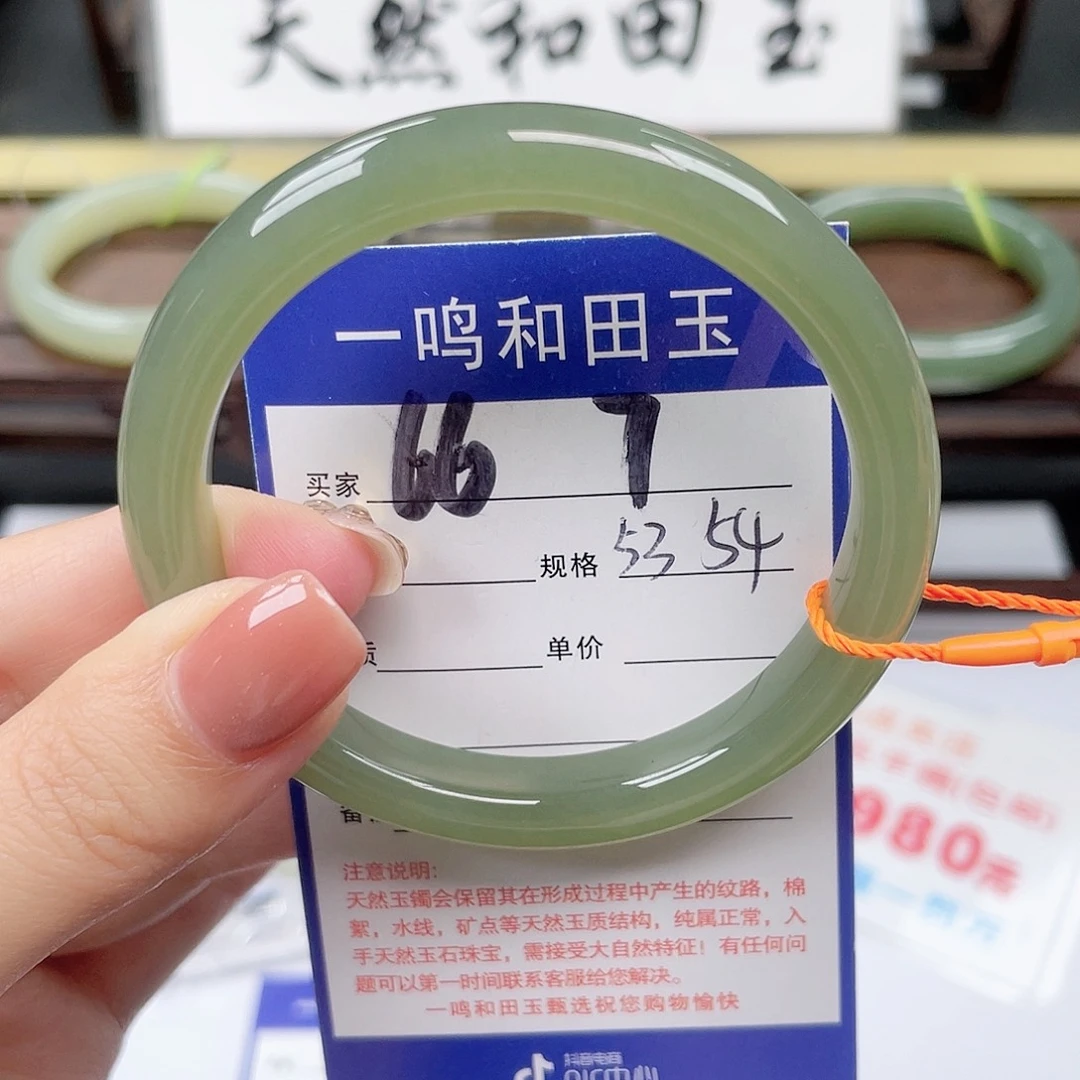 天然和田玉
一鸣和田玉
买家 66 7
规格 53 54
单价
980元
注意说明:
天然玉镯会保留其在形成过程中产生的纹路，棉
絮，水线，矿点等天然玉质结构，纯属正常，入
手天然玉石珠宝，需接受大自然特征！有任何问
题可以第一时间联系客服给您解决。
一鸣和田玉甄选祝您购物愉快
抖音电商